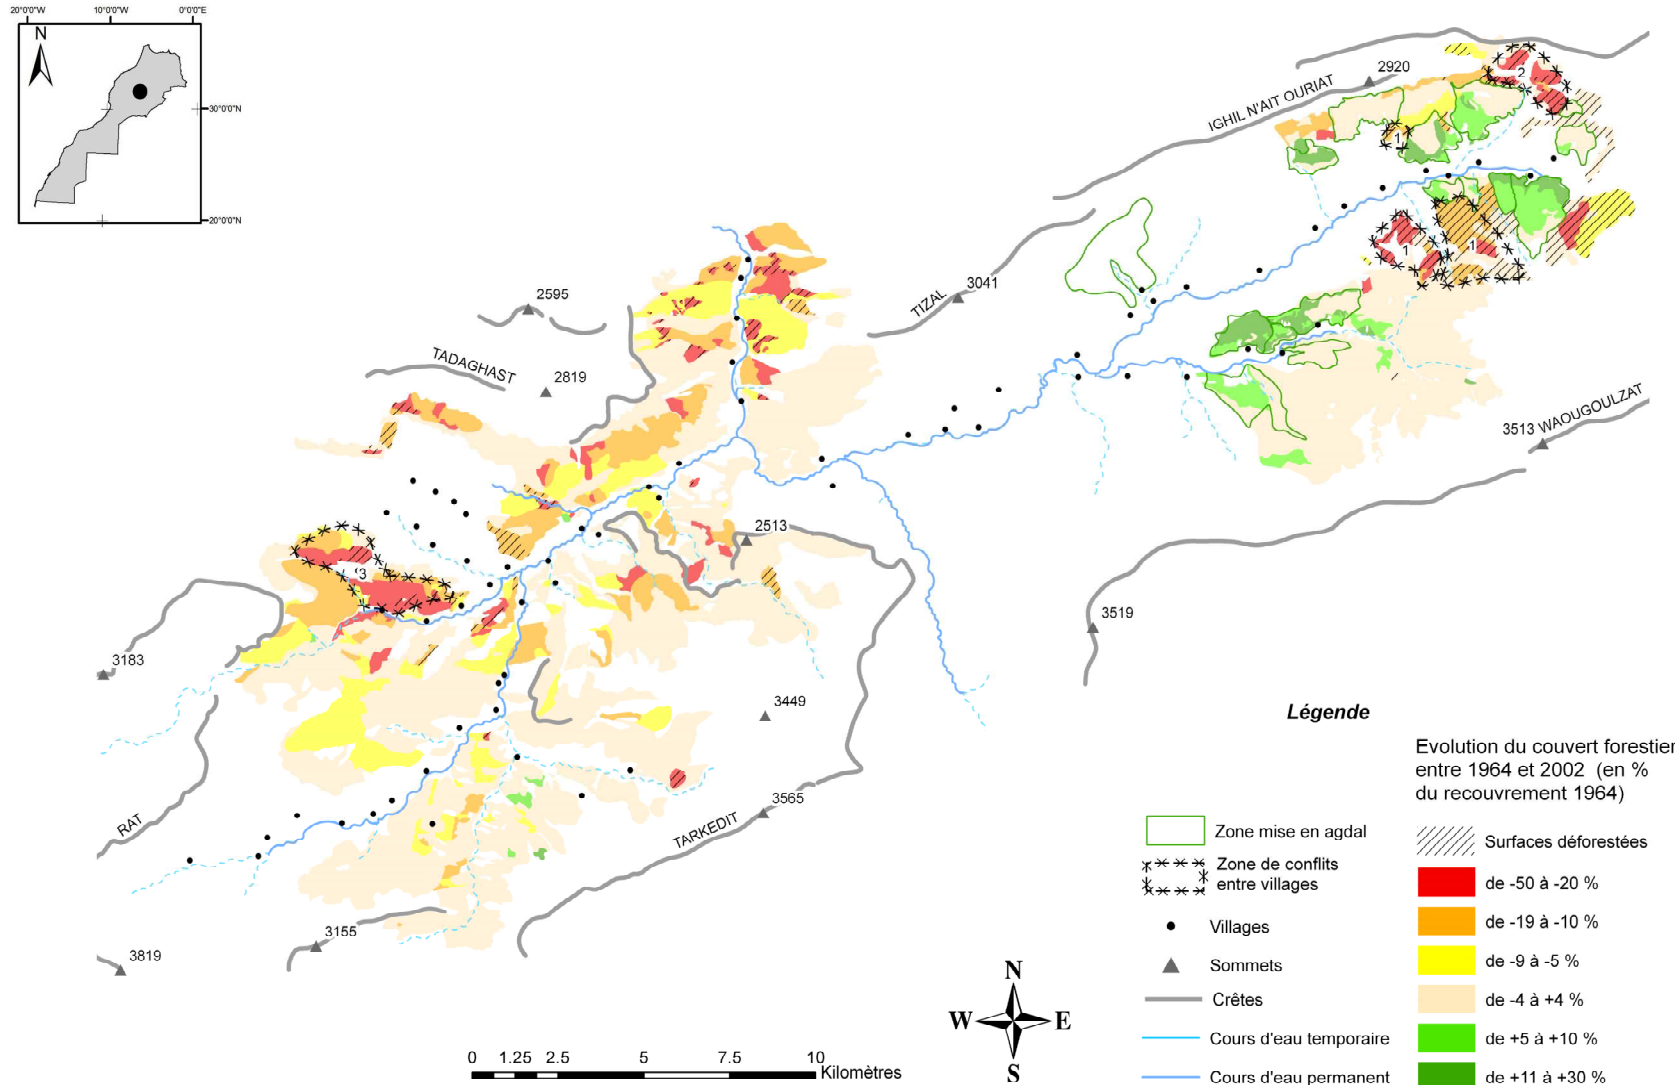 20°0'0"W
10°0'0"W
0°0'0"E
N
30°0'0"N
20°0'0"N
2920
IGHIL N'AIT OURIAT
2
1
1
1
TIZAL
3041
2595
TADAGHAST
2819
3513 WAOUGOULZAT
2513
3
3519
3183
3449
RAT
3565
TARKEDIT
3155
3819
Légende
Evolution du couvert forestier
entre 1964 et 2002 (en %
du recouvrement 1964)
Zone mise en agdal
Zone de conflits
entre villages
Villages
Sommets
Crêtes
Cours d'eau temporaire
Cours d'eau permanent
Surfaces déforestées
de -50 à -20 %
de -19 à -10 %
de -9 à -5 %
de -4 à +4 %
de +5 à +10 %
de +11 à +30 %
N
W
E
S
0 1.25 2.5 5 7.5 10
Kilomètres